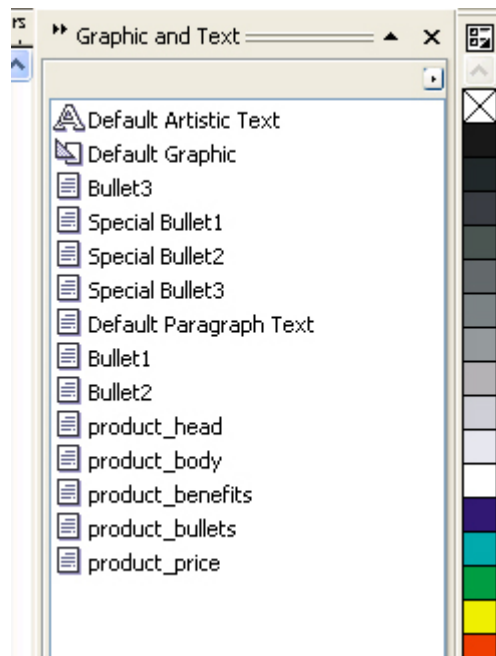 rs
Graphic and Text
Default Artistic Text
Default Graphic
Bullet3
Special Bullet1
Special Bullet2
Special Bullet3
Default Paragraph Text
Bullet1
Bullet2
product_head
product_body
product_benefits
product_bullets
product_price